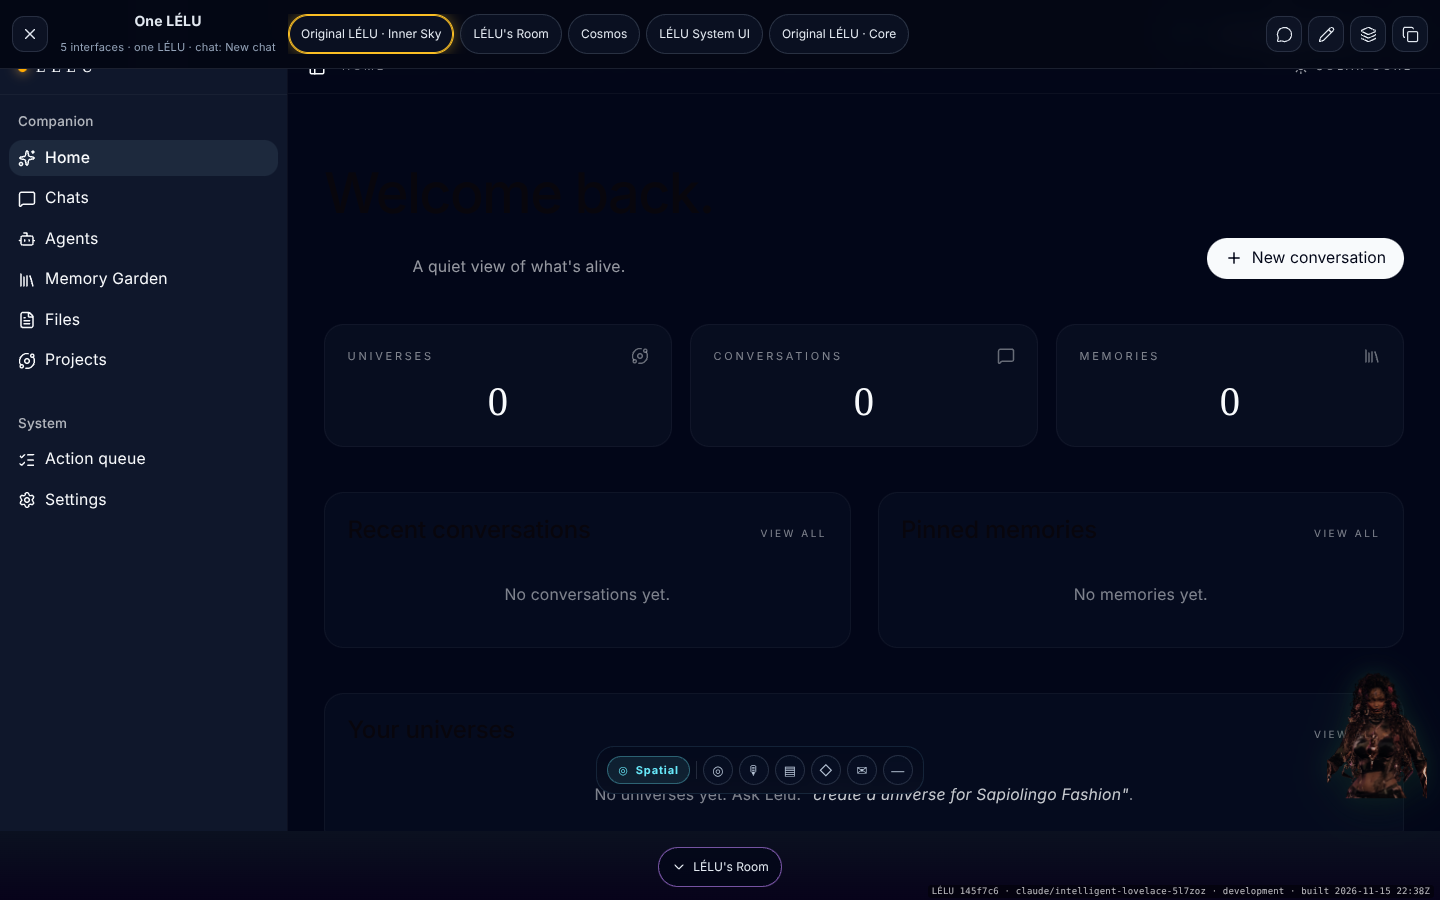 One LÉLU
5 interfaces · one LÉLU · chat: New chat
Original LÉLU · Inner Sky
LÉLU's Room
Cosmos
LÉLU System UI
Original LÉLU · Core
Companion
Home
Chats
Agents
Memory Garden
Files
Projects
System
Action queue
Settings
Welcome back.
A quiet view of what's alive.
New conversation
UNIVERSES
0
CONVERSATIONS
0
MEMORIES
0
Recent conversations
VIEW ALL
No conversations yet.
Pinned memories
VIEW ALL
No memories yet.
Your universes
Spatial
No universes yet. Ask Lelu: "create a universe for Sapiolingo Fashion".
LÉLU's Room
LÉLU 145f7c6 · claude/intelligent-lovelace-5l7zoz · development · built 2026-11-15 22:38Z